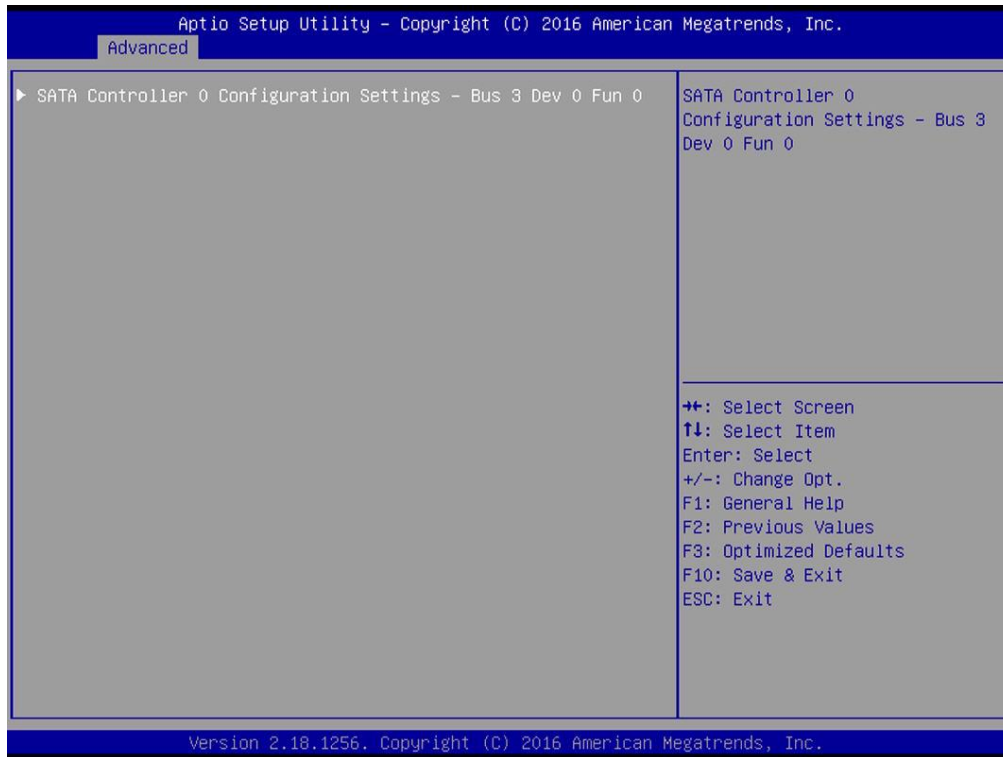 Aptio Setup Utility – Copyright (C) 2016 American Megatrends, Inc.
Advanced
▶ SATA Controller 0 Configuration Settings – Bus 3 Dev 0 Fun 0
SATA Controller 0
Configuration Settings – Bus 3
Dev 0 Fun 0
→←: Select Screen
↑↓: Select Item
Enter: Select
+/-: Change Opt.
F1: General Help
F2: Previous Values
F3: Optimized Defaults
F10: Save & Exit
ESC: Exit
Version 2.18.1256. Copyright (C) 2016 American Megatrends, Inc.